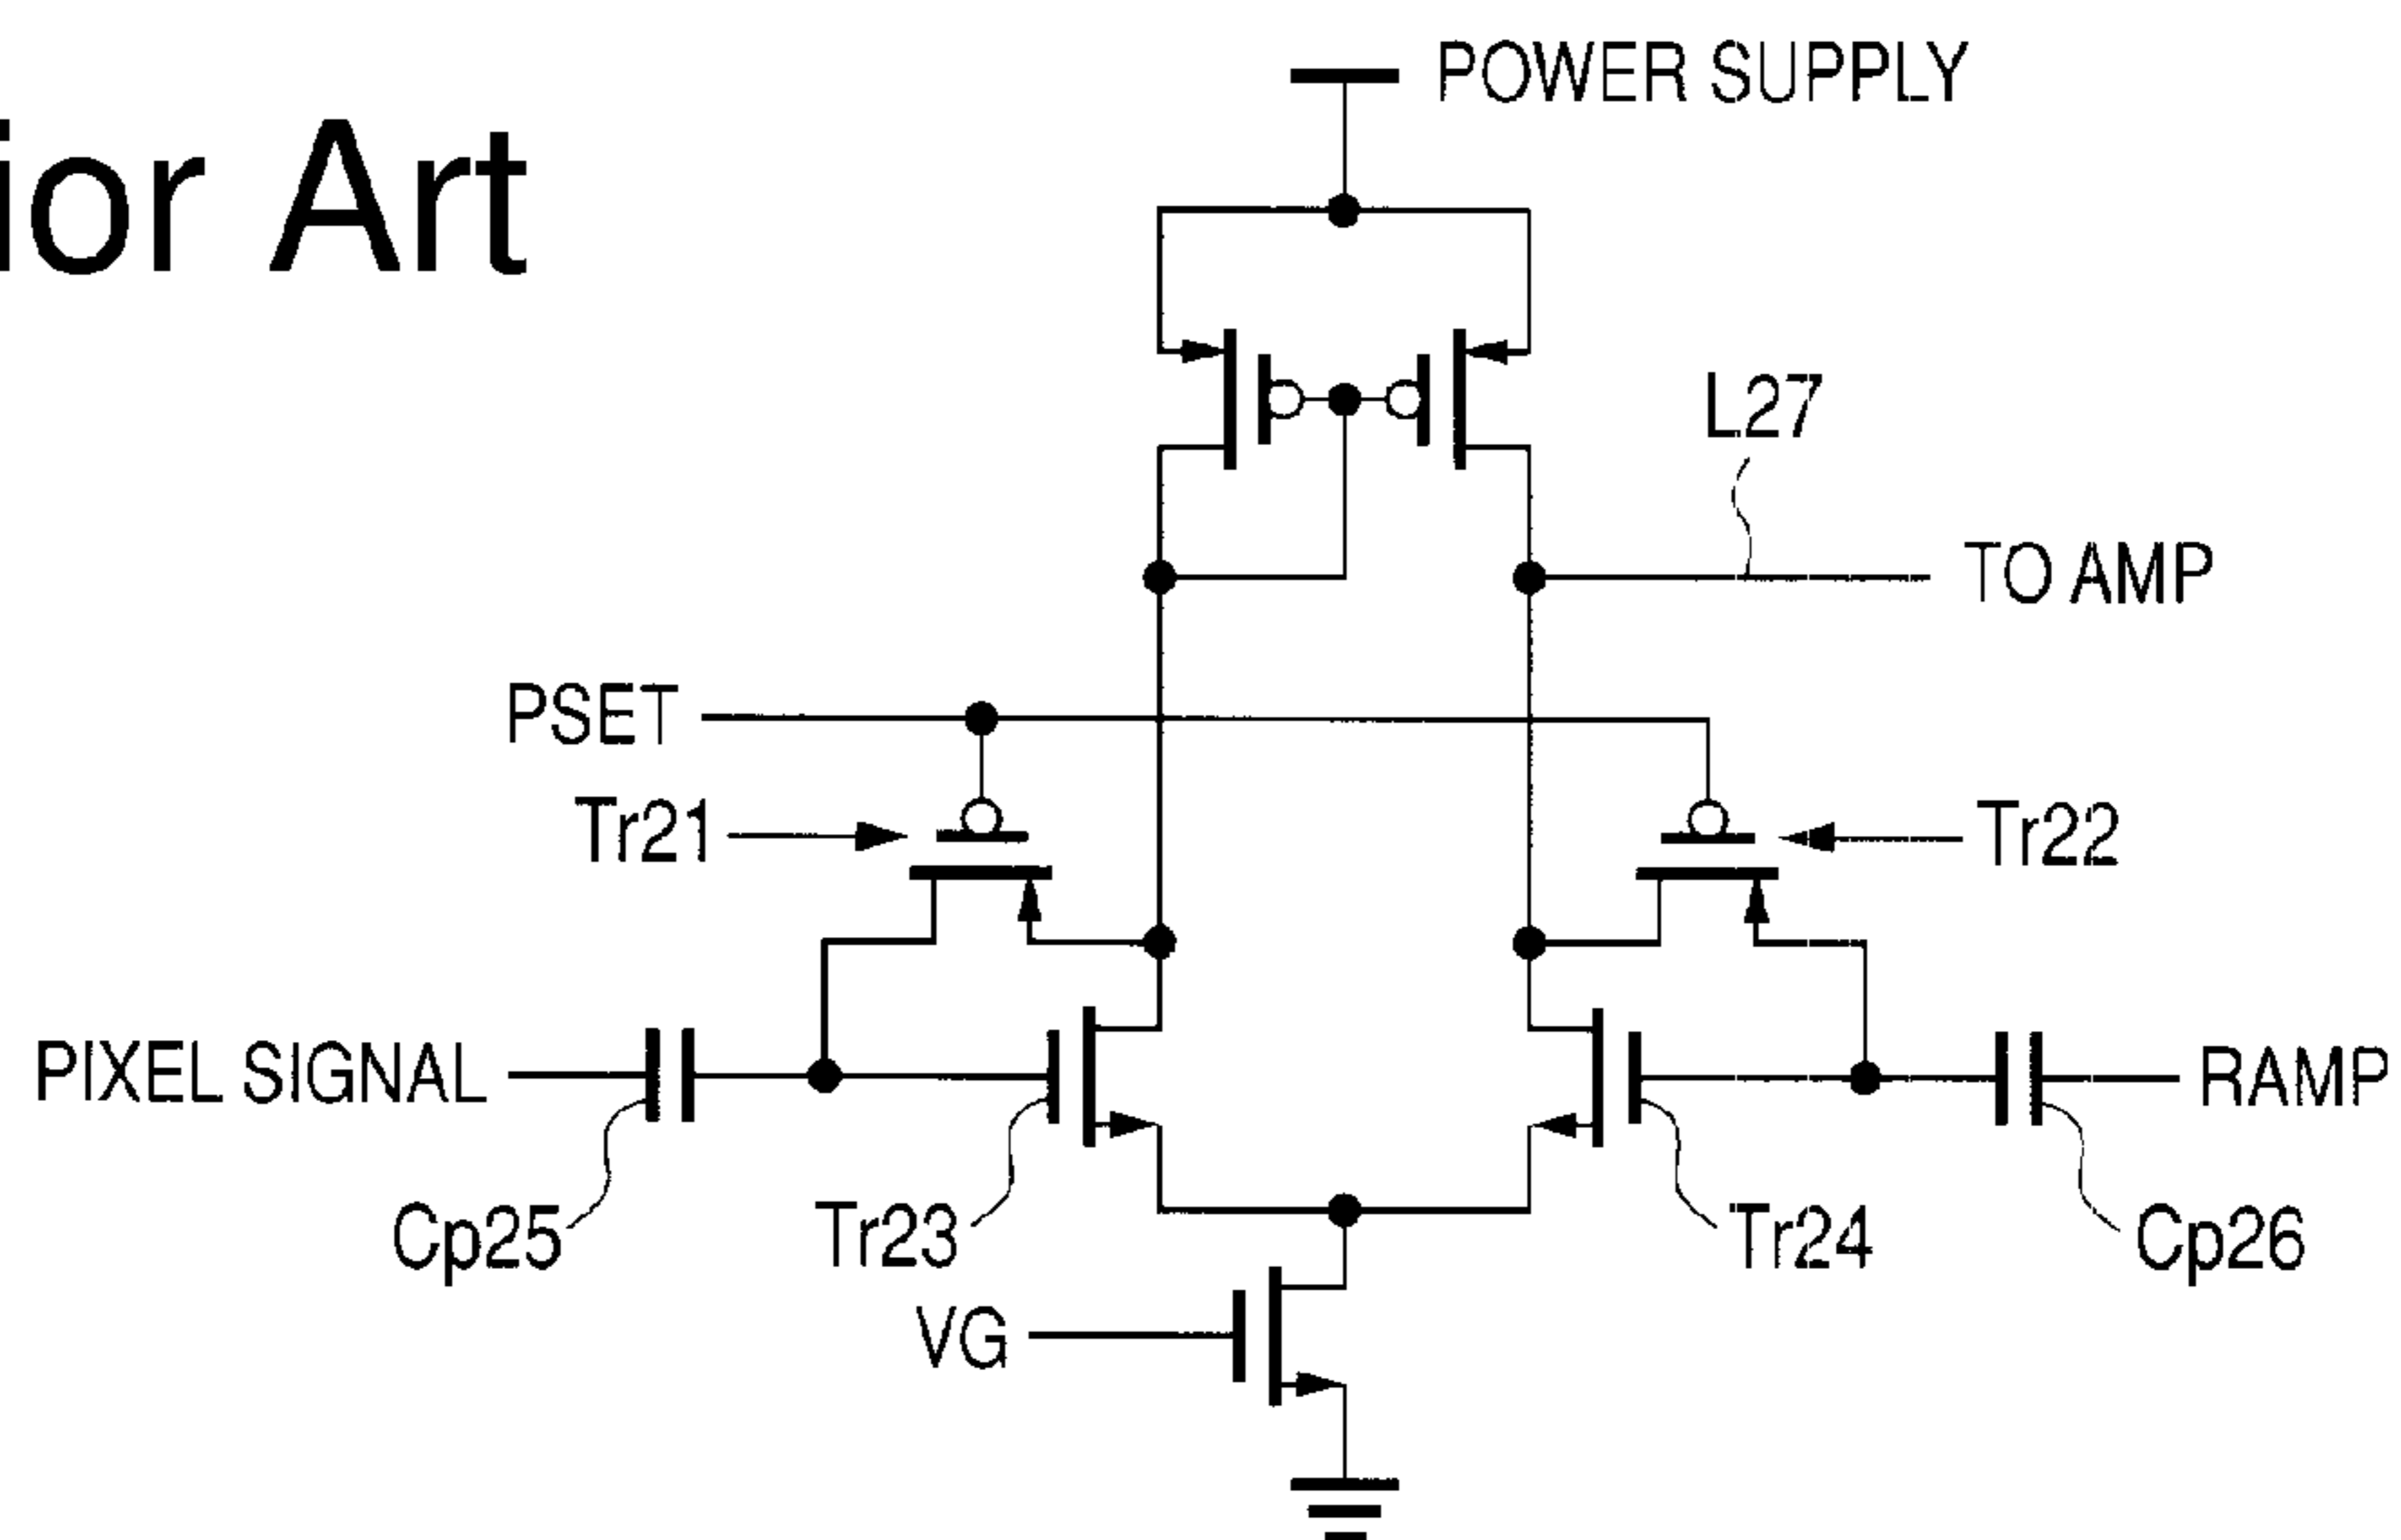 POWER SUPPLY
ior Art
L27
TO AMP
PSET
Tr21
Tr22
PIXEL SIGNAL
RAMP
Cp25
Tr23
Tr24
Cp26
VG